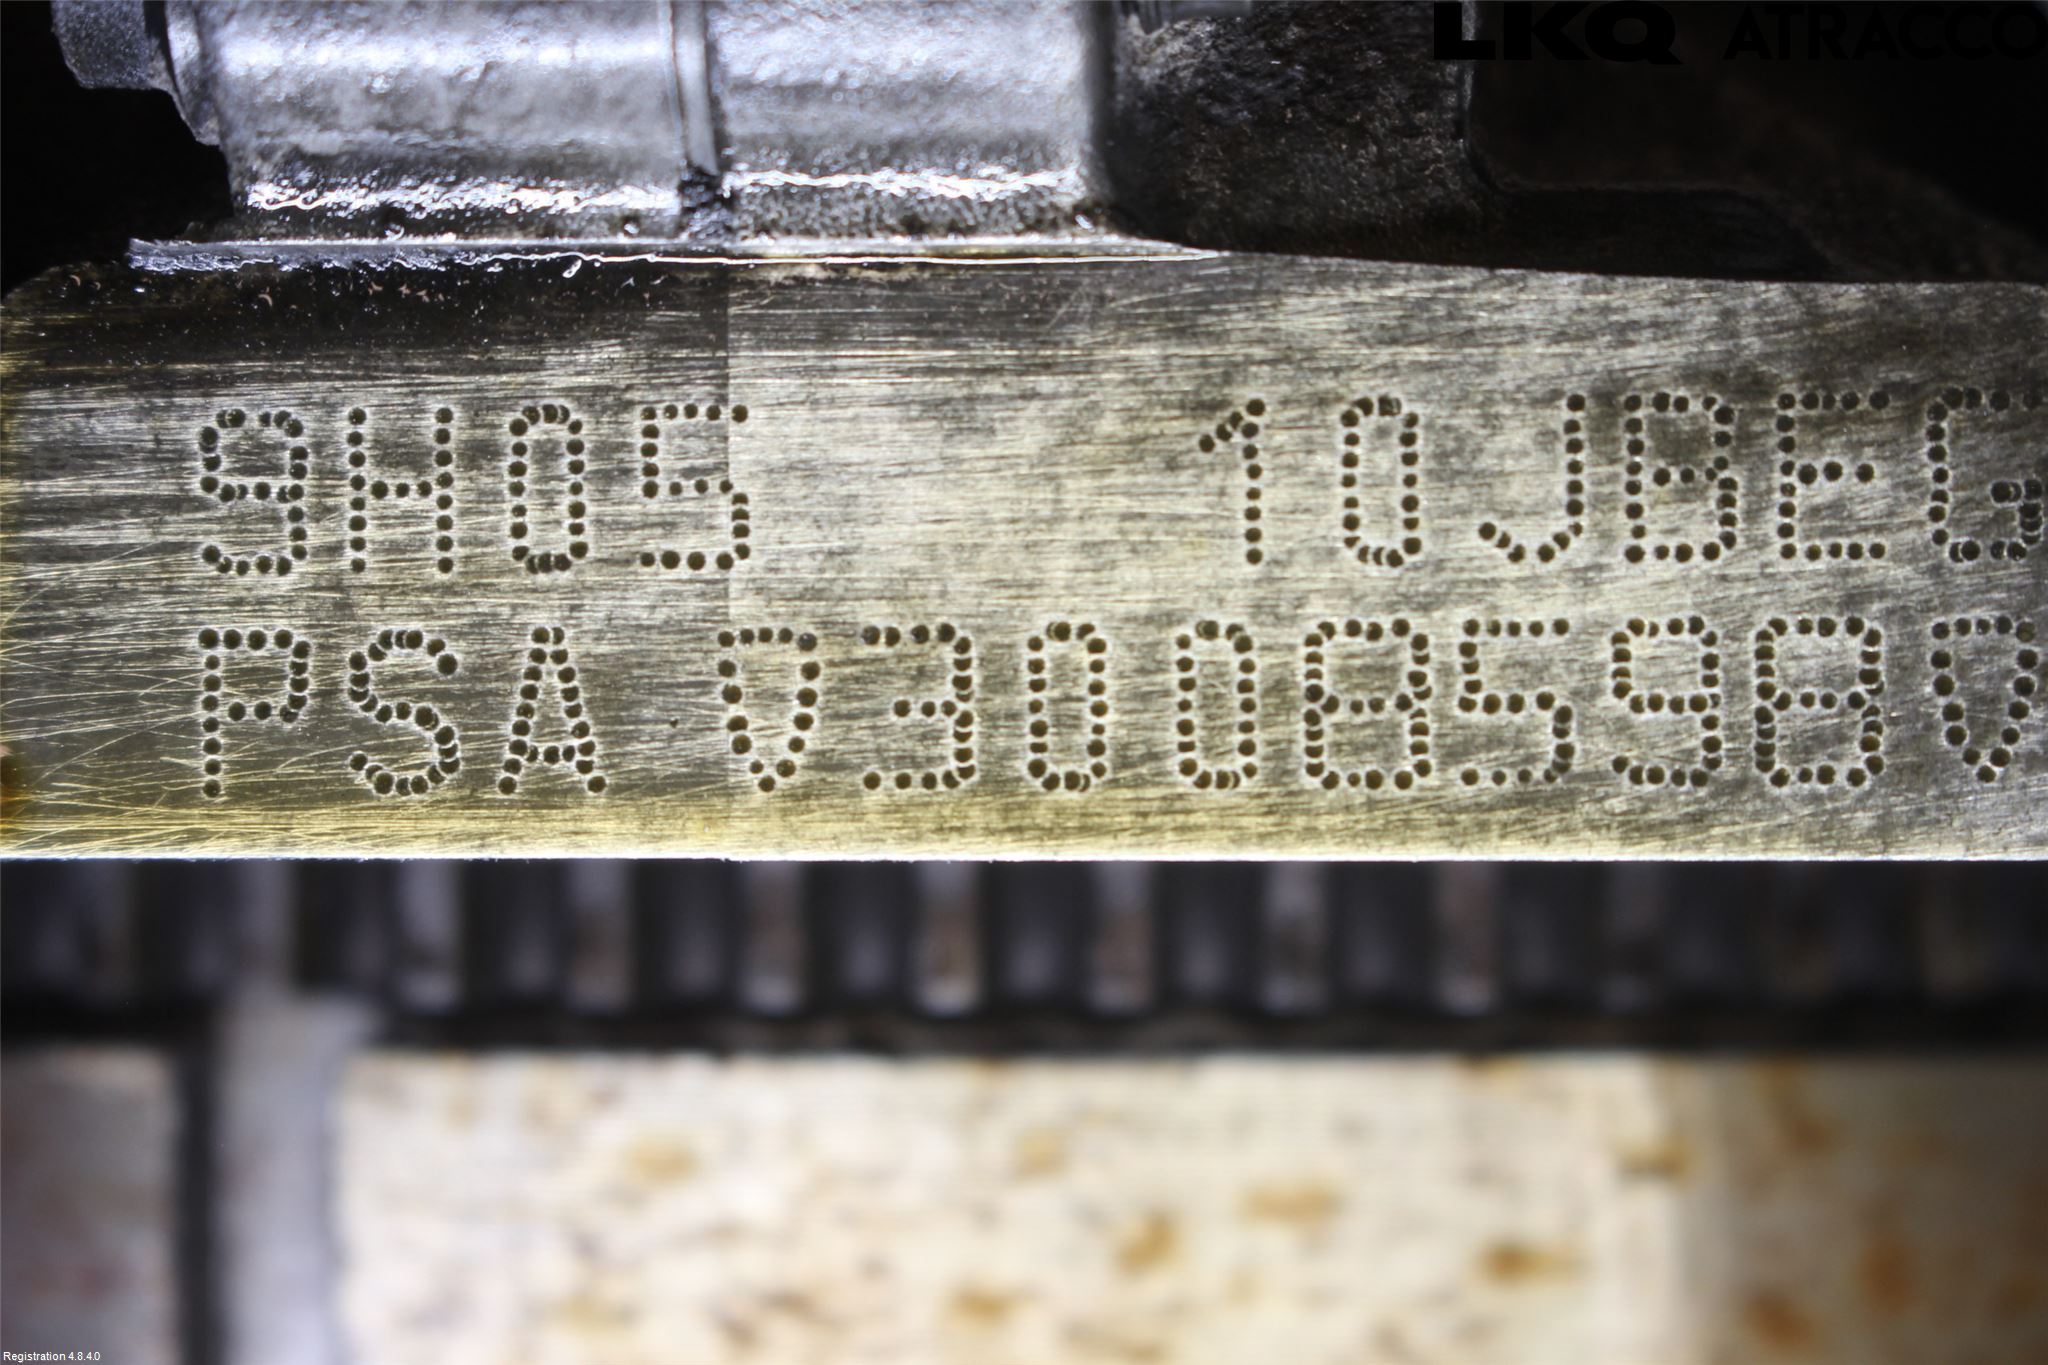 LKQ ATRACCO
9H05 10JBEG
PSA ▽3008598▽
Registration 4.8.4.0